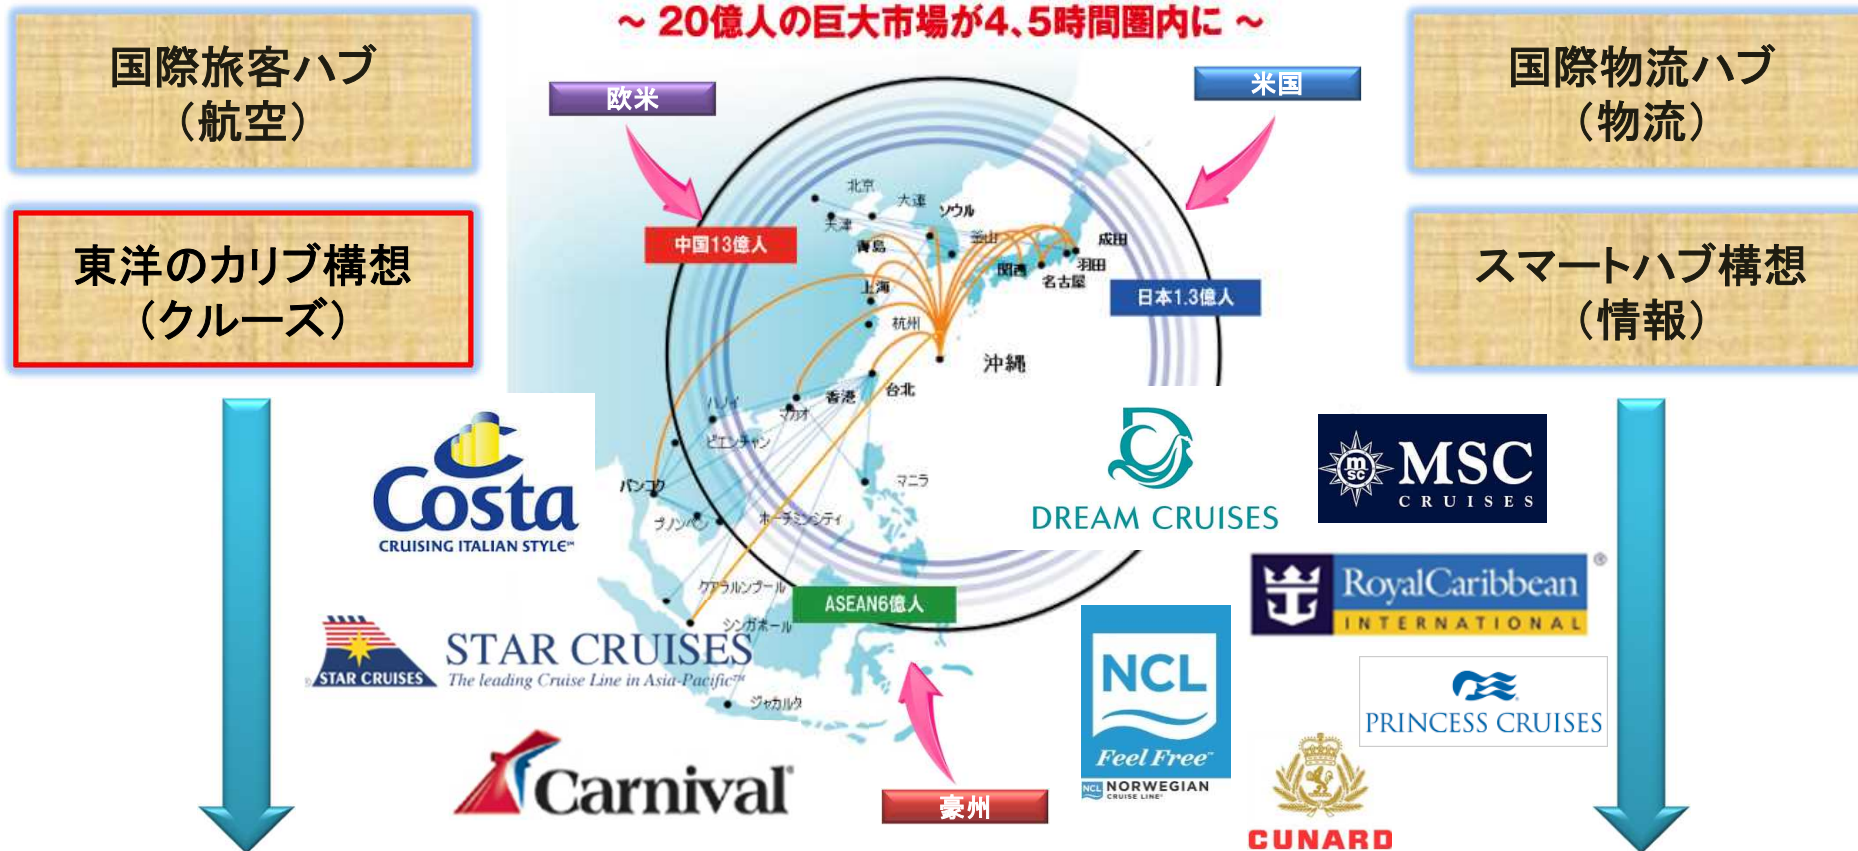 ~ 20億人の巨大市場が4、5時間圏内に ~
国際旅客ハブ
（航空）
東洋のカリブ構想
（クルーズ）
国際物流ハブ
（物流）
スマートハブ構想
（情報）
欧米
米国
北京
大連
天津
ソウル
青島
釜山
成田
中国13億人
関西
羽田
名古屋
上海
日本1.3億人
杭州
沖縄
台北
香港
マカオ
ハノイ
ビエンチャン
バンコク
マニラ
プノンペン
ホーチミンシティ
クアラルンプール
ASEAN6億人
シンガポール
ジャカルタ
豪州
Costa
CRUISING ITALIAN STYLE℠
DREAM CRUISES
msc
MSC
CRUISES
RoyalCaribbean®
INTERNATIONAL
STAR CRUISES
STAR CRUISES
The leading Cruise Line in Asia-Pacific℠
NCL
Feel Free™
NCL NORWEGIAN
CRUISE LINE®
PRINCESS CRUISES
Carnival®
CUNARD